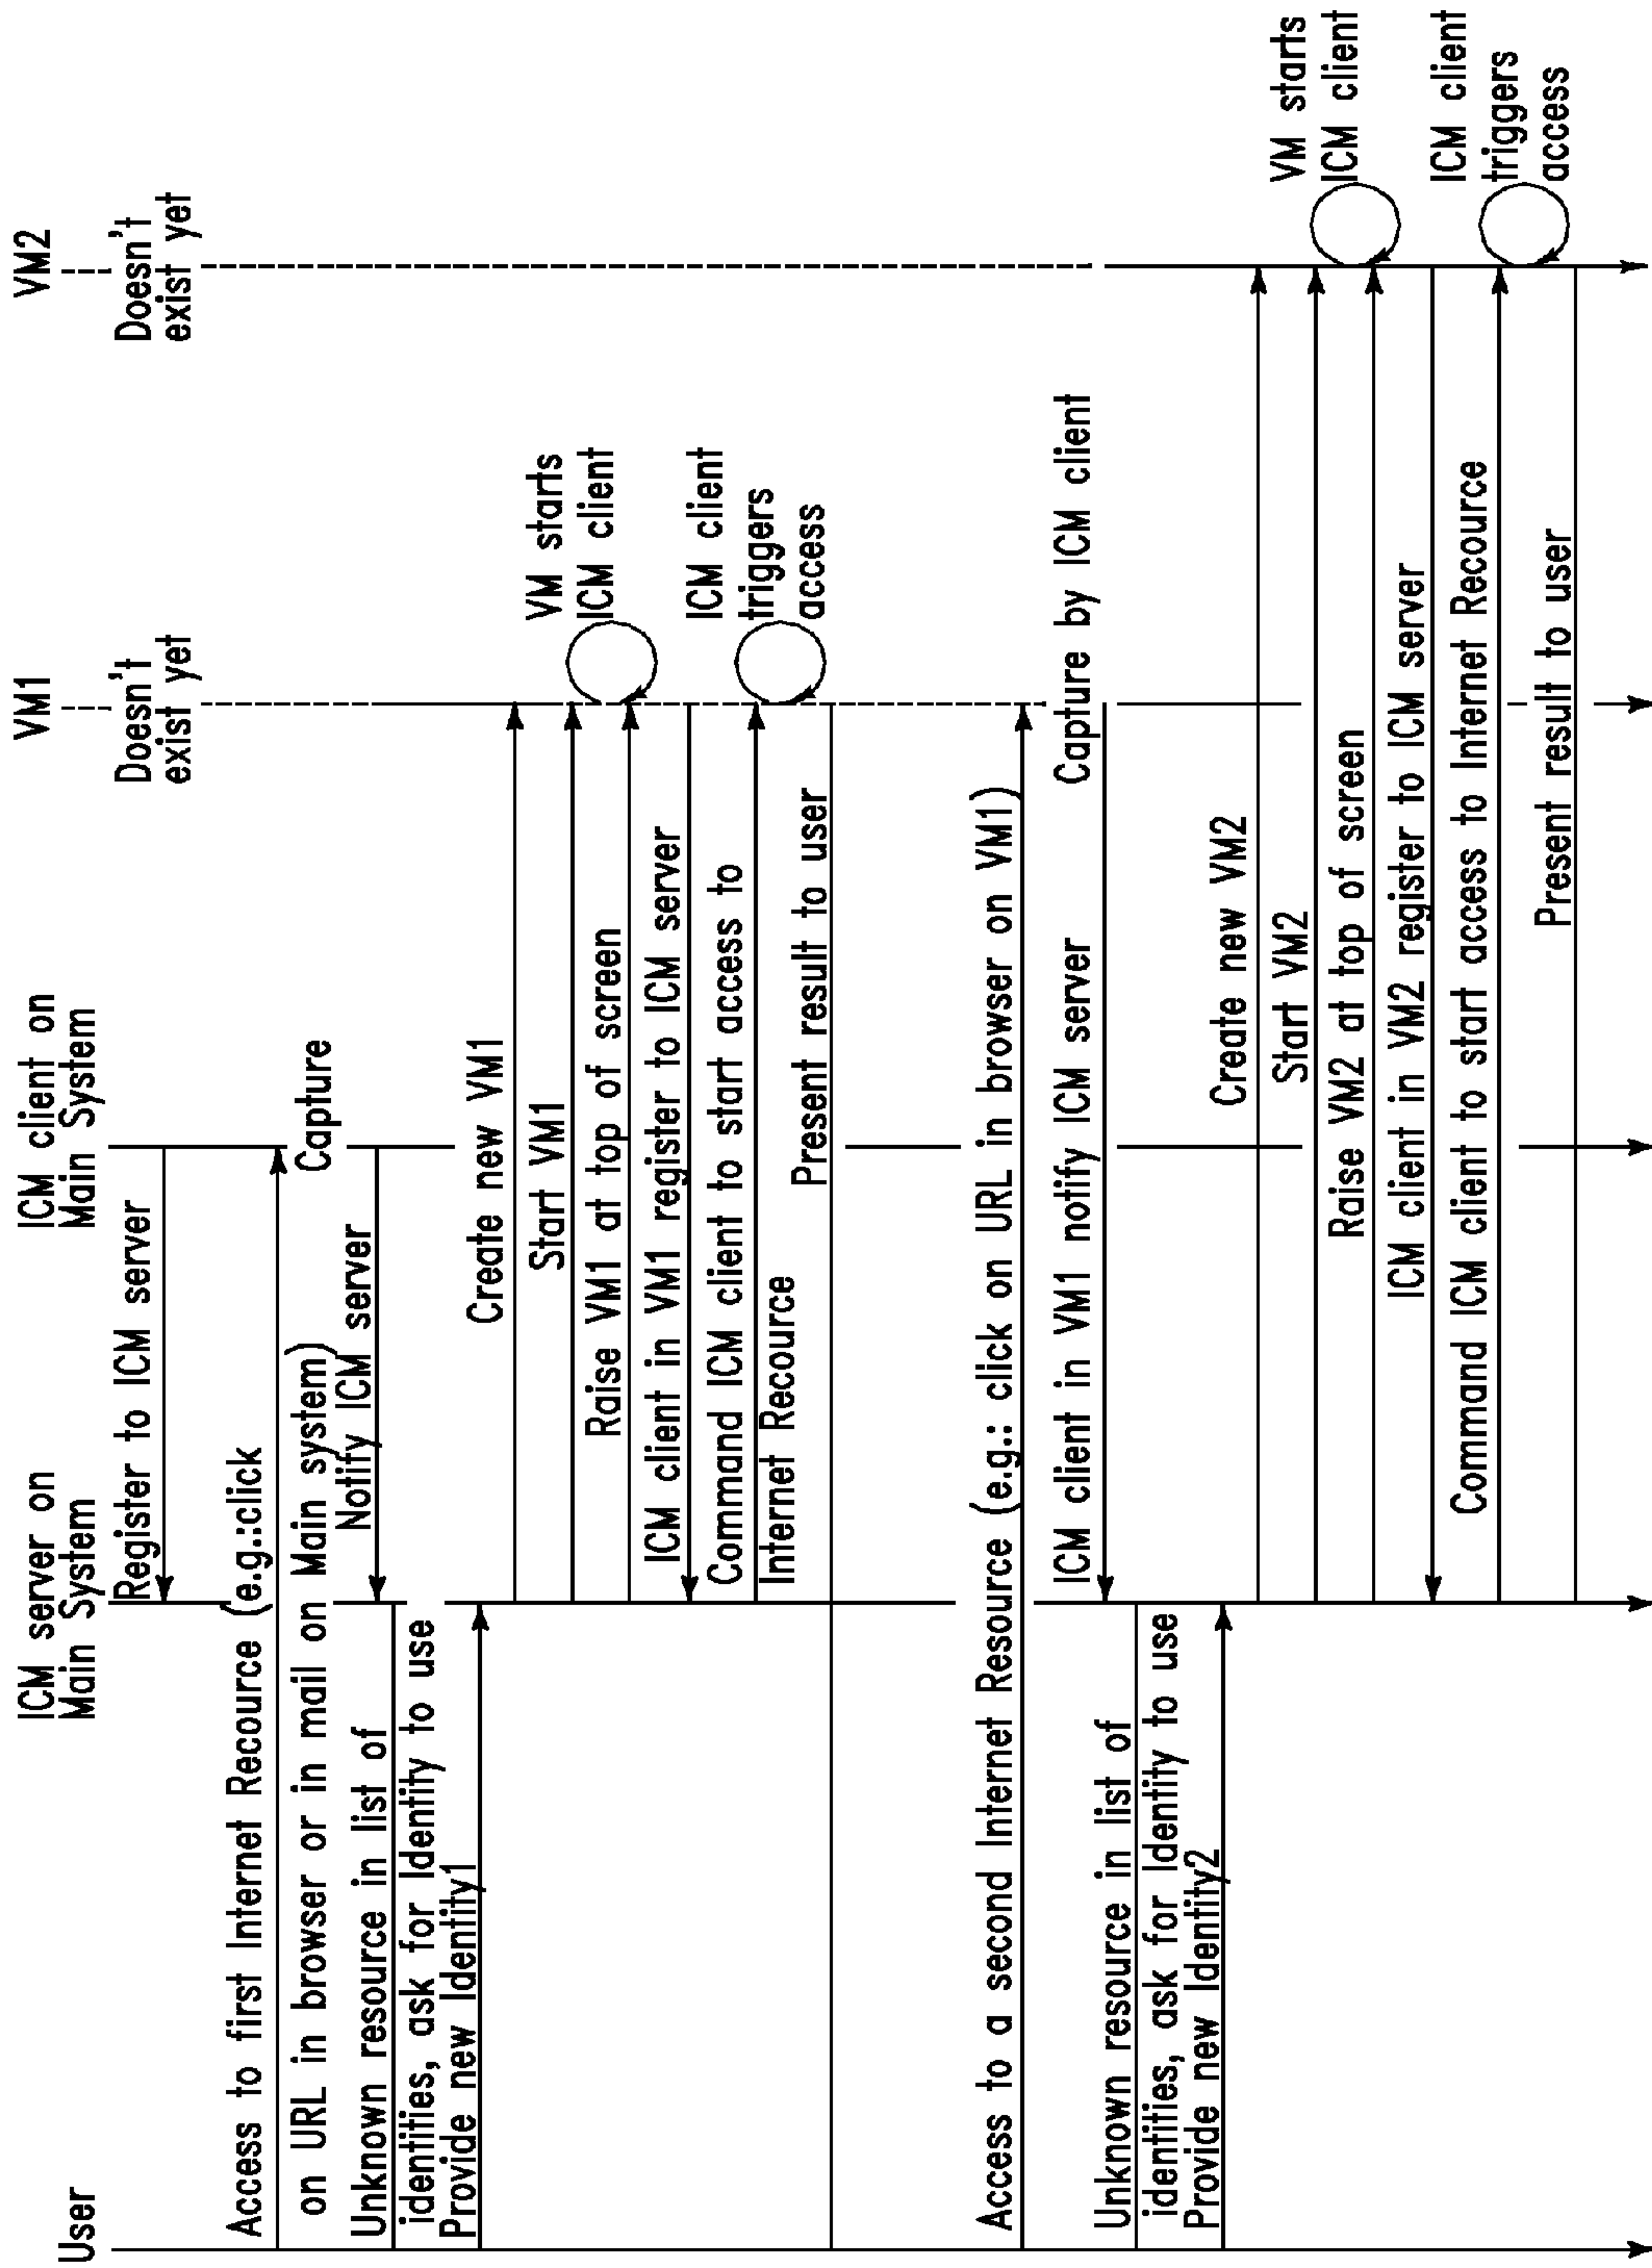 User
ICM server on
Main System
ICM client on
Main System
VM1
VM2
Doesn't
exist yet
Doesn't
exist yet
Register to ICM server
Access to first Internet Recource (e.g.:click
on URL in browser or in mail on Main system)
Capture
Notify ICM server
Unknown resource in list of
identities, ask for Identity to use
Provide new Identity1
Create new VM1
Start VM1
VM starts
ICM client
Raise VM1 at top of screen
ICM client in VM1 register to ICM server
Command ICM client to start access to
Internet Recource
ICM client
triggers
access
Present result to user
Access to a second Internet Resource (e.g.: click on URL in browser on VM1)
Capture by ICM client
ICM client in VM1 notify ICM server
Unknown resource in list of
identities, ask for Identity to use
Provide new Identity2
Create new VM2
Start VM2
VM starts
ICM client
Raise VM2 at top of screen
ICM client in VM2 register to ICM server
Command ICM client to start access to Internet Recource
ICM client
triggers
access
Present result to user